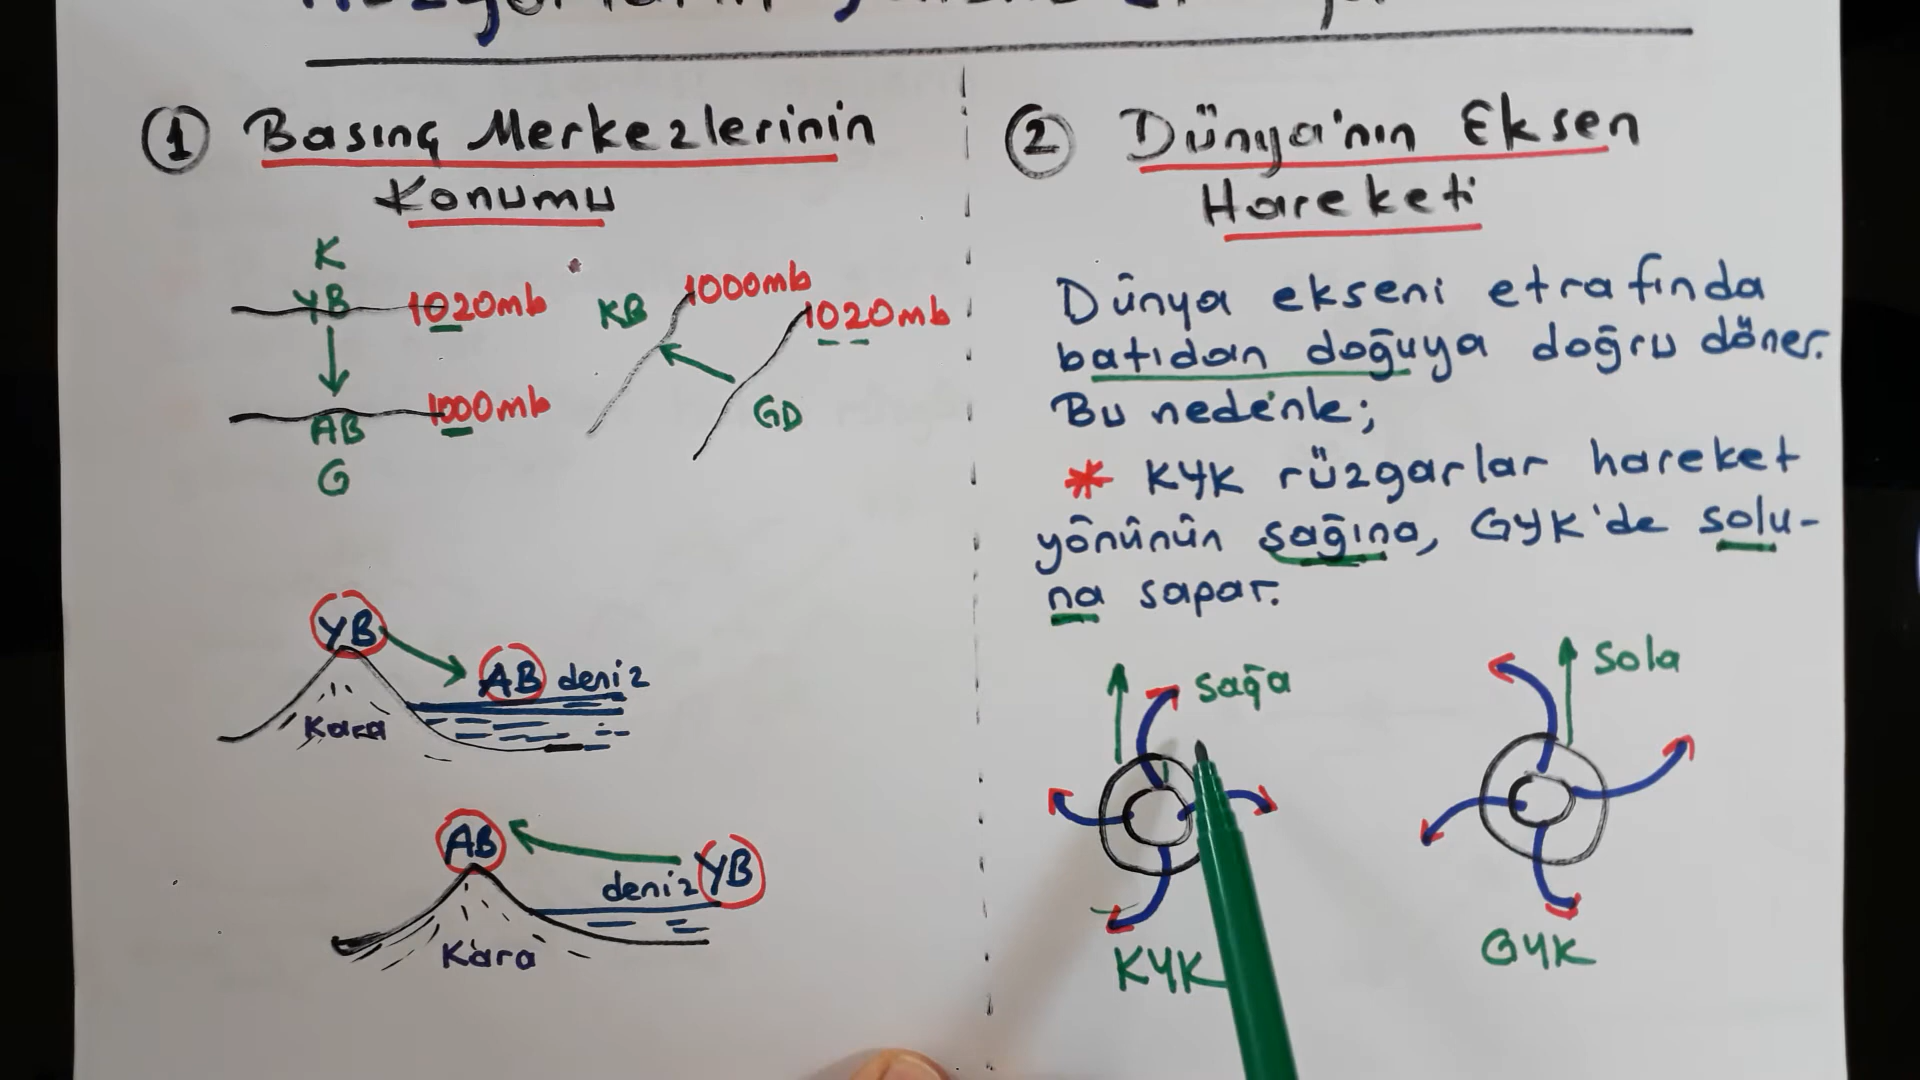 ① Basınç Merkezlerinin
Konumu
K
YB 1020mb
AB 1000mb
G
KB 1000mb
1020mb
GD
YB
AB deniz
Kara
AB
deniz YB
Kara
② Dünya'nın Eksen
Hareketi
Dünya ekseni etrafında
batıdan doğuya doğru döner.
Bu nedenle;
* KYK rüzgarlar hareket
yönünün sağına, GYK'de solu-
na sapar.
Sağa
KYK
Sola
GYK